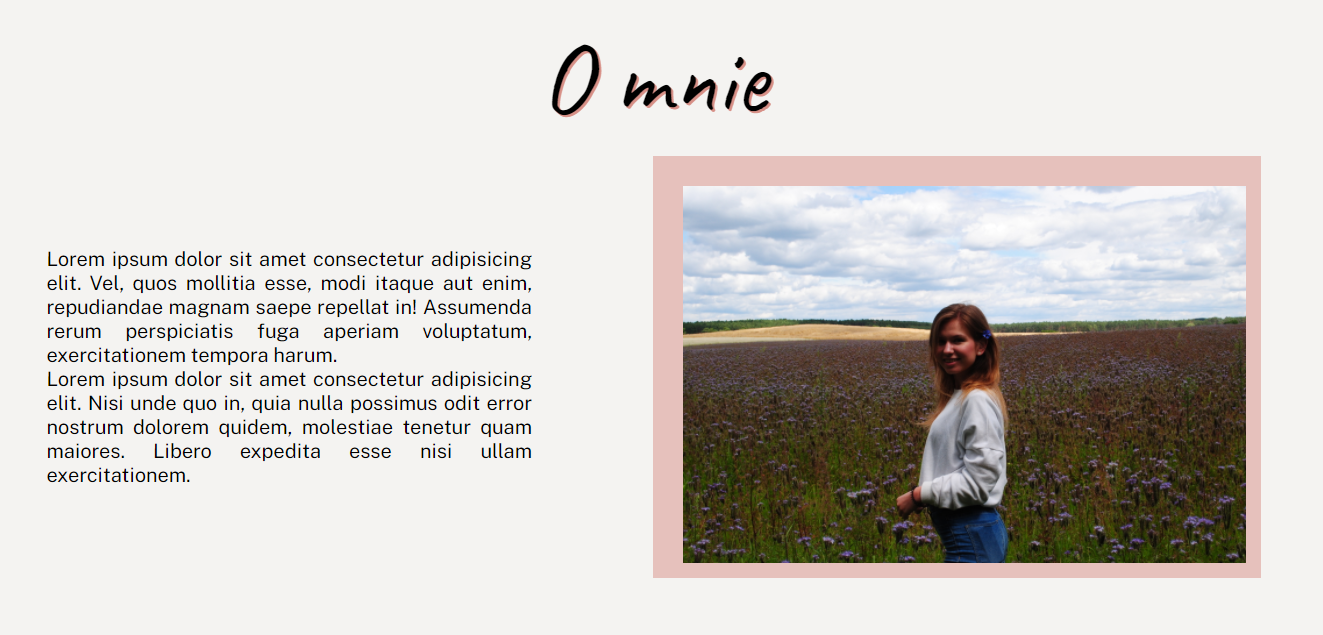 O mnie
Lorem ipsum dolor sit amet consectetur adipisicing
elit. Vel, quos mollitia esse, modi itaque aut enim,
repudiandae magnam saepe repellat in! Assumenda
rerum perspiciatis fuga aperiam voluptatum,
exercitationem tempora harum.
Lorem ipsum dolor sit amet consectetur adipisicing
elit. Nisi unde quo in, quia nulla possimus odit error
nostrum dolorem quidem, molestiae tenetur quam
maiores. Libero expedita esse nisi ullam
exercitationem.